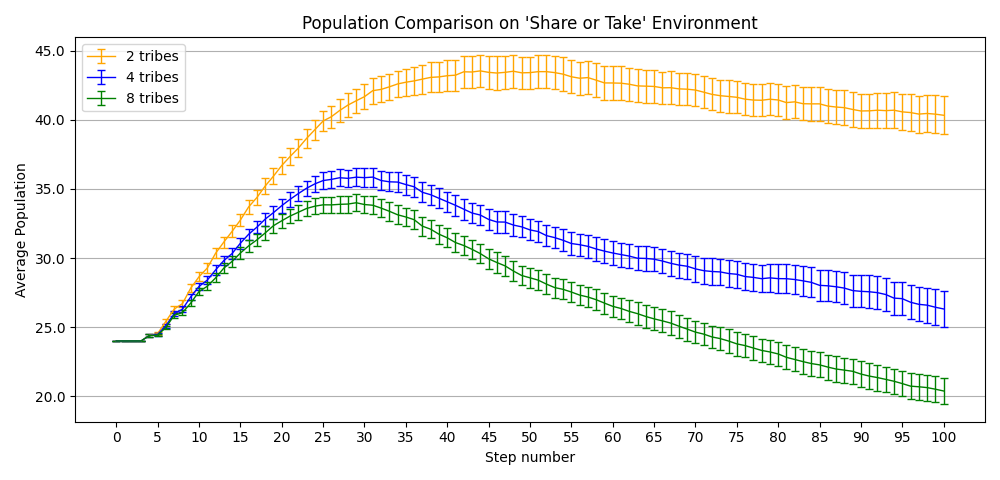 Population Comparison on 'Share or Take' Environment
2 tribes
4 tribes
8 tribes
Average Population
45.0
40.0
35.0
30.0
25.0
20.0
0 5 10 15 20 25 30 35 40 45 50 55 60 65 70 75 80 85 90 95 100
Step number